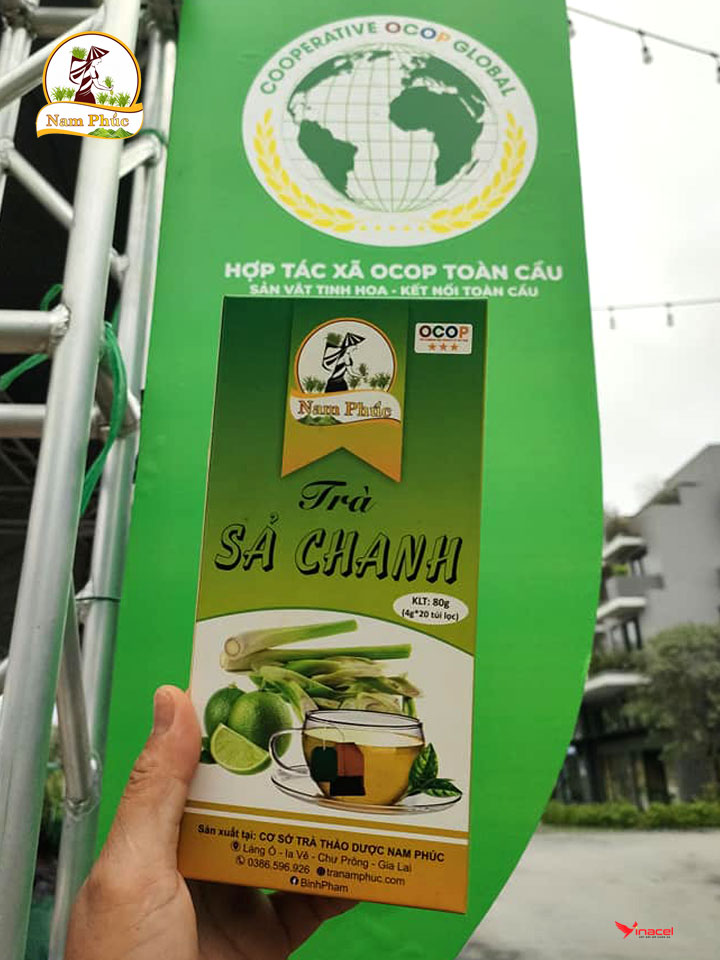 Nam Phúc
COOPERATIVE OCOP GLOBAL
HỢP TÁC XÃ OCOP TOÀN CẦU
SẢN VẬT TINH HOA - KẾT NỐI TOÀN CẦU
OCOP
Nam Phúc
Trà
SẢ CHANH
KLT: 80g
(4g*20 túi lọc)
Sản xuất tại: CƠ SỞ TRÀ THẢO DƯỢC NAM PHÚC
Làng Ó - Ia Vê - Chư Prông - Gia Lai
0386.596.926 tranamphuc.com
BinhPham
Vinacel